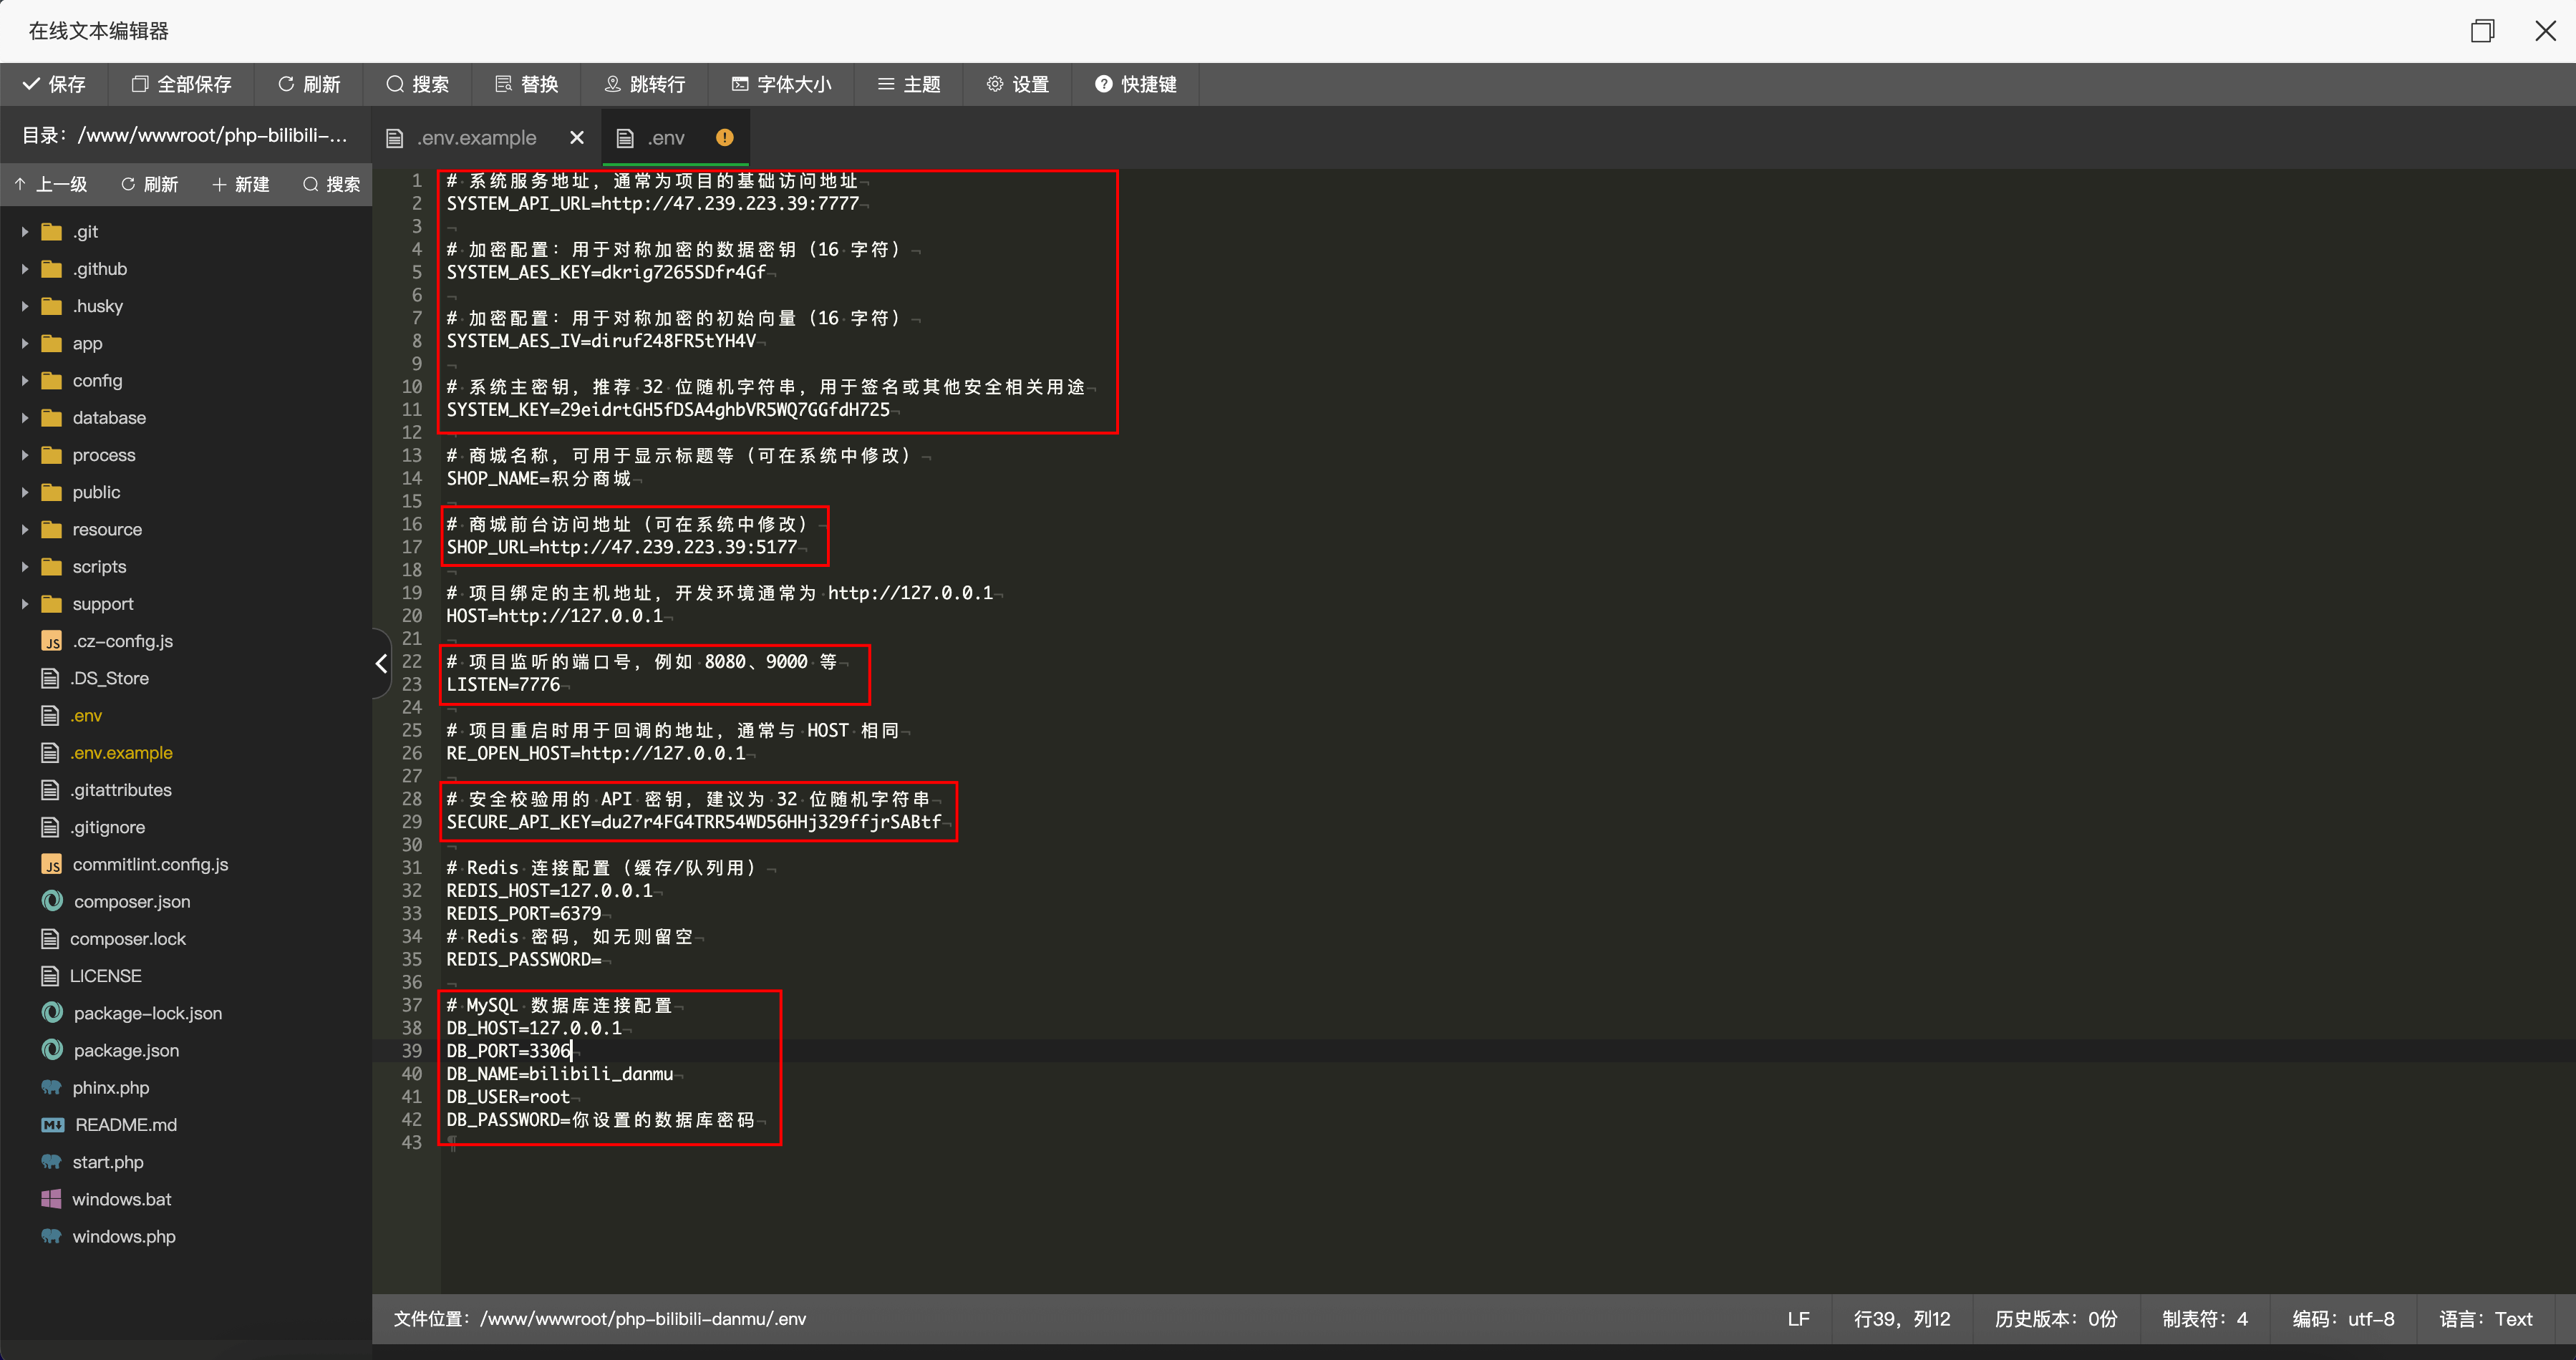 在线文本编辑器
保存 全部保存 刷新 搜索 替换 跳转行 字体大小 主题 设置 快捷键
目录：/www/wwwroot/php-bilibili-...
.env.example .env
上一级 刷新 新建 搜索
.git
.github
.husky
app
config
database
process
public
resource
scripts
support
.cz-config.js
.DS_Store
.env
.env.example
.gitattributes
.gitignore
commitlint.config.js
composer.json
composer.lock
LICENSE
package-lock.json
package.json
phinx.php
README.md
start.php
windows.bat
windows.php
1 # 系统服务地址，通常为项目的基础访问地址
2 SYSTEM_API_URL=http://47.239.223.39:7777
3
4 # 加密配置：用于对称加密的数据密钥（16 字符）
5 SYSTEM_AES_KEY=dkrig7265SDfr4Gf
6
7 # 加密配置：用于对称加密的初始向量（16 字符）
8 SYSTEM_AES_IV=diruf248FR5tYH4V
9
10 # 系统主密钥，推荐 32 位随机字符串，用于签名或其他安全相关用途
11 SYSTEM_KEY=29eidrtGH5fDSA4ghbVR5WQ7GGfdH725
12
13 # 商城名称，可用于显示标题等（可在系统中修改）
14 SHOP_NAME=积分商城
15
16 # 商城前台访问地址（可在系统中修改）
17 SHOP_URL=http://47.239.223.39:5177
18
19 # 项目绑定的主机地址，开发环境通常为 http://127.0.0.1
20 HOST=http://127.0.0.1
21
22 # 项目监听的端口号，例如 8080、9000 等
23 LISTEN=7776
24
25 # 项目重启时用于回调的地址，通常与 HOST 相同
26 RE_OPEN_HOST=http://127.0.0.1
27
28 # 安全校验用的 API 密钥，建议为 32 位随机字符串
29 SECURE_API_KEY=du27r4FG4TRR54WD56HHj329ffjrSABtf
30
31 # Redis 连接配置（缓存/队列用）
32 REDIS_HOST=127.0.0.1
33 REDIS_PORT=6379
34 # Redis 密码，如无则留空
35 REDIS_PASSWORD=
36
37 # MySQL 数据库连接配置
38 DB_HOST=127.0.0.1
39 DB_PORT=3306
40 DB_NAME=bilibili_danmu
41 DB_USER=root
42 DB_PASSWORD=你设置的数据库密码
43
文件位置：/www/wwwroot/php-bilibili-danmu/.env LF 行39，列12 历史版本：0份 制表符：4 编码：utf-8 语言：Text